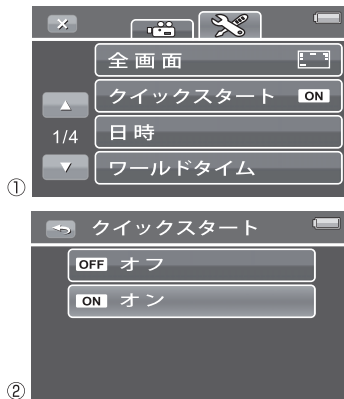 ×
全画面
クイックスタート ON
1/4
日時
ワールドタイム
①
クイックスタート
OFF オフ
ON オン
②